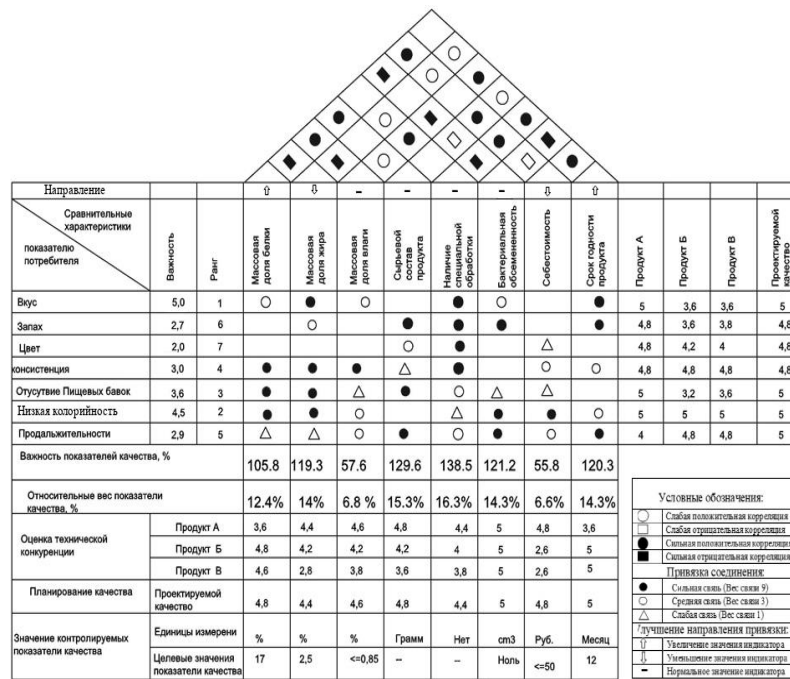 Направление
Сравнительные
характеристики
показателю
потребителя
Важность
Ранг
Массовая
доля белки
Массовая
доля жира
Массовая
доля влаги
Сырьевой
состав
продукта
Наличие
специальной
обработки
Бактериальная
обсемененность
Себестоимость
Срок годности
продукта
Продукт А
Продукт Б
Продукт В
Проектируемой
качество
Вкус 5,0 1 5 3,6 3,6 5
Запах 2,7 6 4,8 3,6 3,8 4,8
Цвет 2,0 7 4,8 4,2 4 4,8
консистенция 3,0 4 4,8 4,8 4,8 4,8
Отусутвие Пищевых бавок 3,6 3 5 3,2 3,6 5
Низкая колорийность 4,5 2 5 5 5 5
Продальжительности 2,9 5 4 4,8 4,8 5
Важность показателей качества, %
105.8 119.3 57.6 129.6 138.5 121.2 55.8 120.3
Относительные вес показатели
качества, %
12.4% 14% 6.8 % 15.3% 16.3% 14.3% 6.6% 14.3%
Оценка технической
конкуренции
Продукт А 3,6 4,4 4,6 4,8 4,4 5 4,8 3,6
Продукт Б 4,8 4,2 4,2 4,2 4 5 2,6 5
Продукт В 4,6 2,8 3,8 3,6 3,8 5 2,6 5
Планирование качества
Проектируемой
качество
4,8 4,4 4,6 4,8 4,4 5 4,8 5
Значение контролируемых
показатели качества
Единицы измерени % % % Грамм Нет cm3 Руб. Месяц
Целевые значения
показатели качества
17 2,5 <=0,85 -- -- Ноль <=50 12
Условные обозначения:
Слабая положительная корреляция
Слабая отрицательная корреляция
Сильная положительная корреляция
Сильная отрицательная корреляция
Привязка соединения:
Сильная связь (Вес связи 9)
Средняя связь (Вес связи 3)
Слабая связь (Вес связи 1)
лучшение направления привязки:
Увеличение значения индикатора
Уменьшение значения индикатора
Нормальное значение индикатора